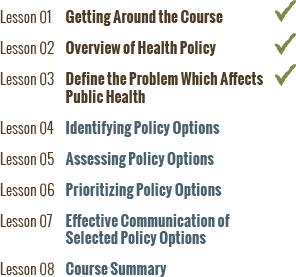 Lesson 01 Getting Around the Course
Lesson 02 Overview of Health Policy
Lesson 03 Define the Problem Which Affects
Public Health
Lesson 04 Identifying Policy Options
Lesson 05 Assessing Policy Options
Lesson 06 Prioritizing Policy Options
Lesson 07 Effective Communication of
Selected Policy Options
Lesson 08 Course Summary